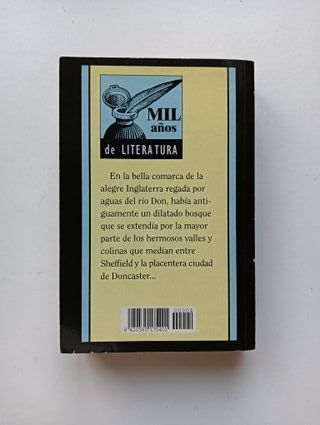 MIL
años
de LITERATURA
En la bella comarca de la
alegre Inglaterra regada por
aguas del río Don, había anti-
guamente un dilatado bosque
que se extendía por la mayor
parte de los hermosos valles y
colinas que medían entre
Sheffield y la placentera ciudad
de Doncaster...